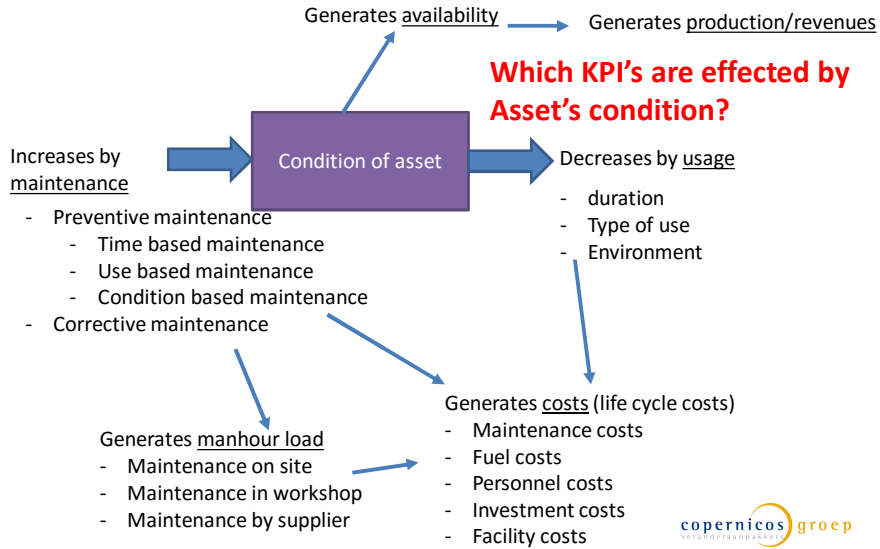 Generates availability
Generates production/revenues
Which KPI's are effected by
Asset's condition?
Condition of asset
Increases by
maintenance
- Preventive maintenance
- Time based maintenance
- Use based maintenance
- Condition based maintenance
- Corrective maintenance
Decreases by usage
- duration
- Type of use
- Environment
Generates manhour load
- Maintenance on site
- Maintenance in workshop
- Maintenance by supplier
Generates costs (life cycle costs)
- Maintenance costs
- Fuel costs
- Personnel costs
- Investment costs
- Facility costs
copernicos groep
veranderaanpakkers